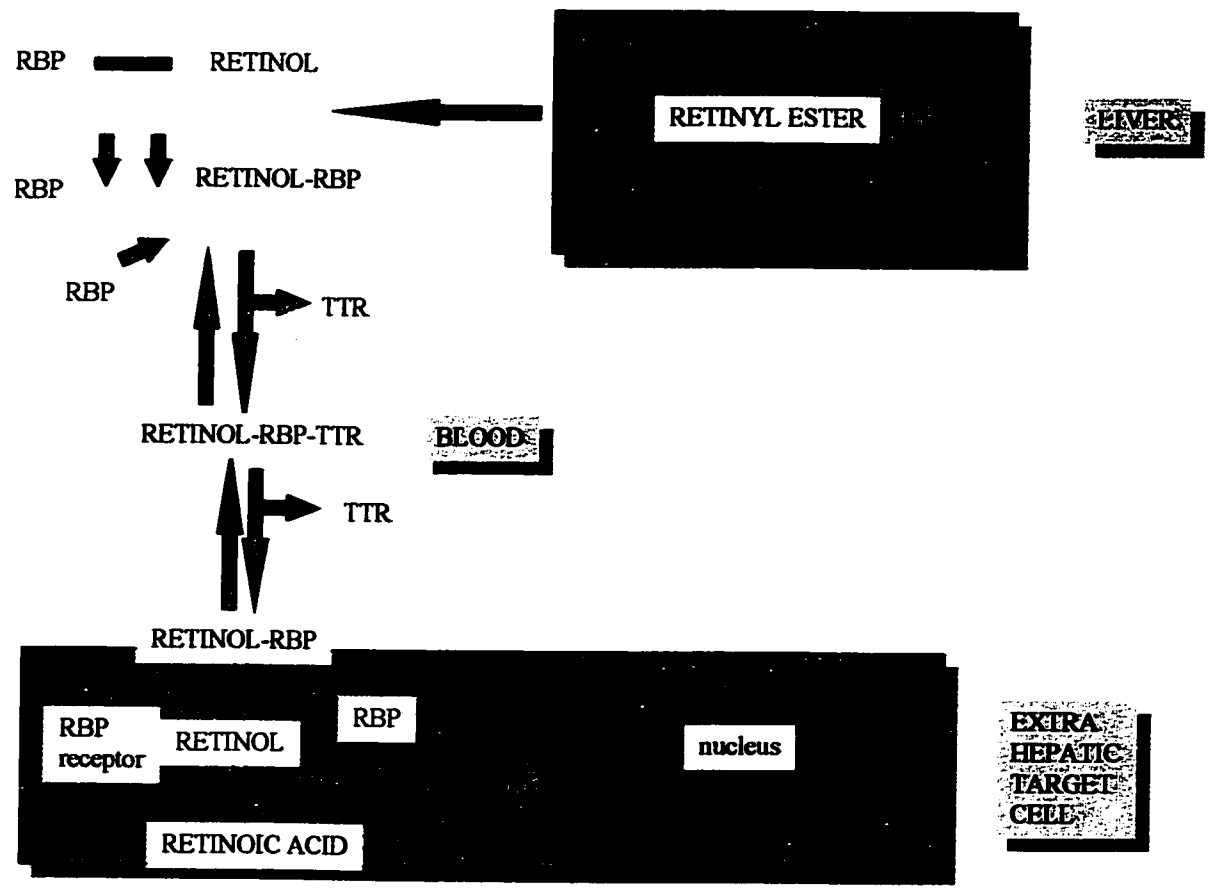 RBP RETINOL
RETINYL ESTER
LIVER
RBP RETINOL-RBP
RBP
TTR
RETINOL-RBP-TTR
BLOOD
TTR
RETINOL-RBP
RBP
receptor
RETINOL
RBP
nucleus
RETINOIC ACID
EXTRA
HEPATIC
TARGET
CELL